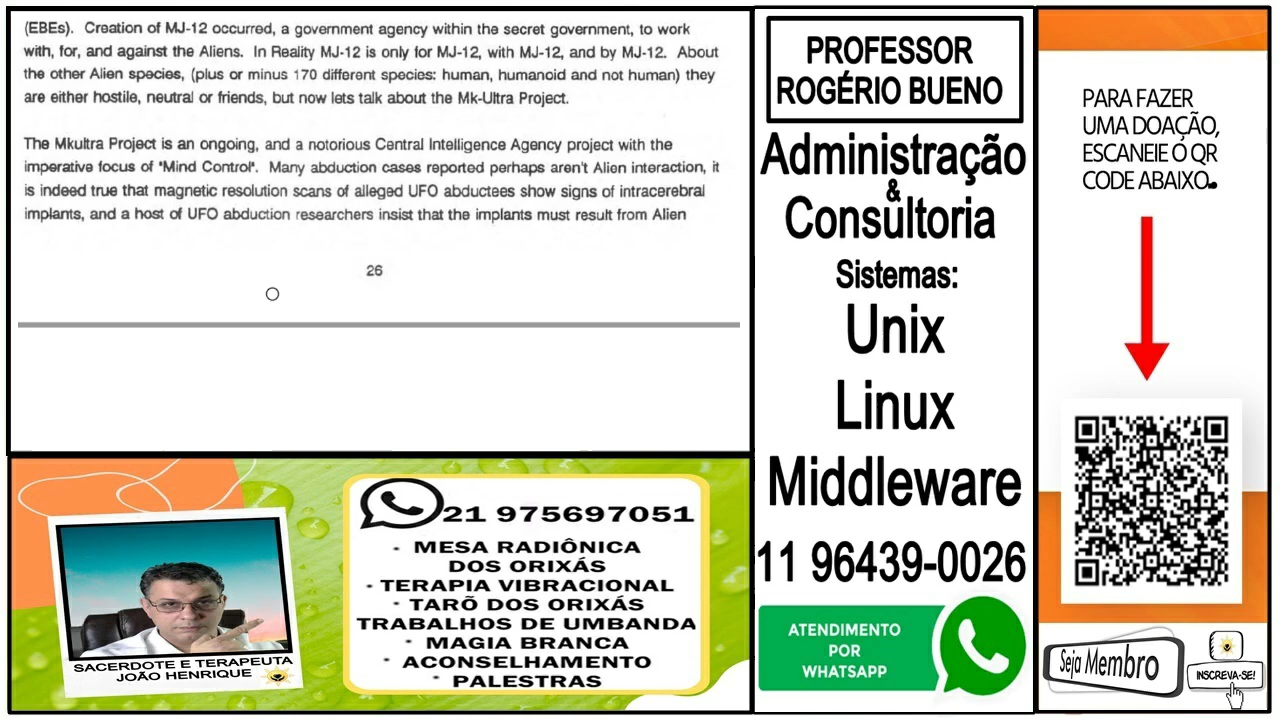 (EBEs). Creation of MJ-12 occurred, a government agency within the secret government, to work
with, for, and against the Aliens. In Reality MJ-12 is only for MJ-12, with MJ-12, and by MJ-12. About
the other Alien species, (plus or minus 170 different species: human, humanoid and not human) they
are either hostile, neutral or friends, but now lets talk about the Mk-Ultra Project.
The Mkultra Project is an ongoing, and a notorious Central Intelligence Agency project with the
imperative focus of "Mind Control". Many abduction cases reported perhaps aren't Alien interaction, it
is indeed true that magnetic resolution scans of alleged UFO abductees show signs of intracerebral
implants, and a host of UFO abduction researchers insist that the implants must result from Alien
26
SACERDOTE E TERAPEUTA
JOÃO HENRIQUE
21 975697051
· MESA RADIÔNICA
DOS ORIXÁS
· TERAPIA VIBRACIONAL
· TARÔ DOS ORIXÁS
TRABALHOS DE UMBANDA
· MAGIA BRANCA
· ACONSELHAMENTO
· PALESTRAS
PROFESSOR
ROGÉRIO BUENO
Administração
&
Consultoria
Sistemas:
Unix
Linux
Middleware
11 96439-0026
ATENDIMENTO
POR
WHATSAPP
PARA FAZER
UMA DOAÇÃO,
ESCANEIE O QR
CODE ABAIXO..
Seja Membro
INSCREVA-SE!